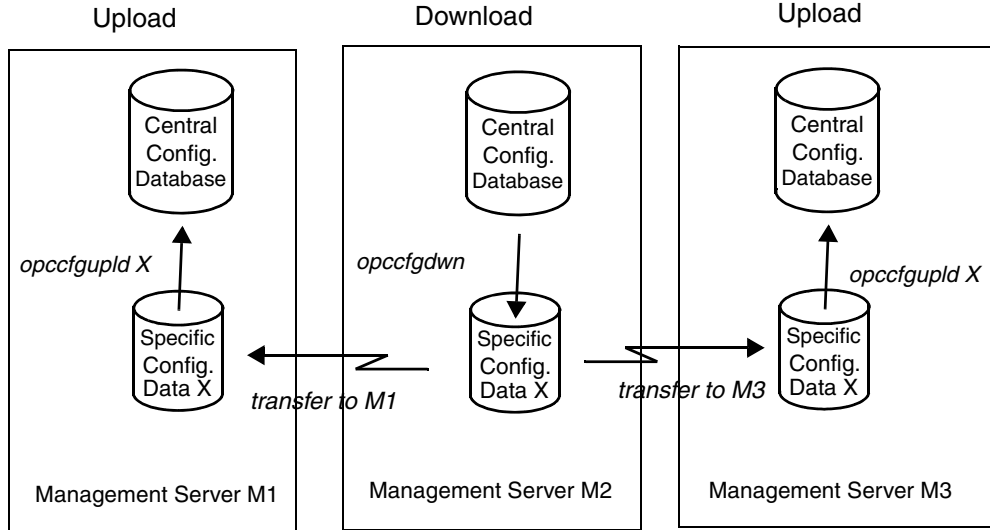 Upload
Download
Upload
Central
Config.
Database
Central
Config.
Database
Central
Config.
Database
opccfgupld X
opccfgdwn
opccfgupld X
Specific
Config.
Data X
Specific
Config.
Data X
Specific
Config.
Data X
transfer to M1
transfer to M3
Management Server M1
Management Server M2
Management Server M3